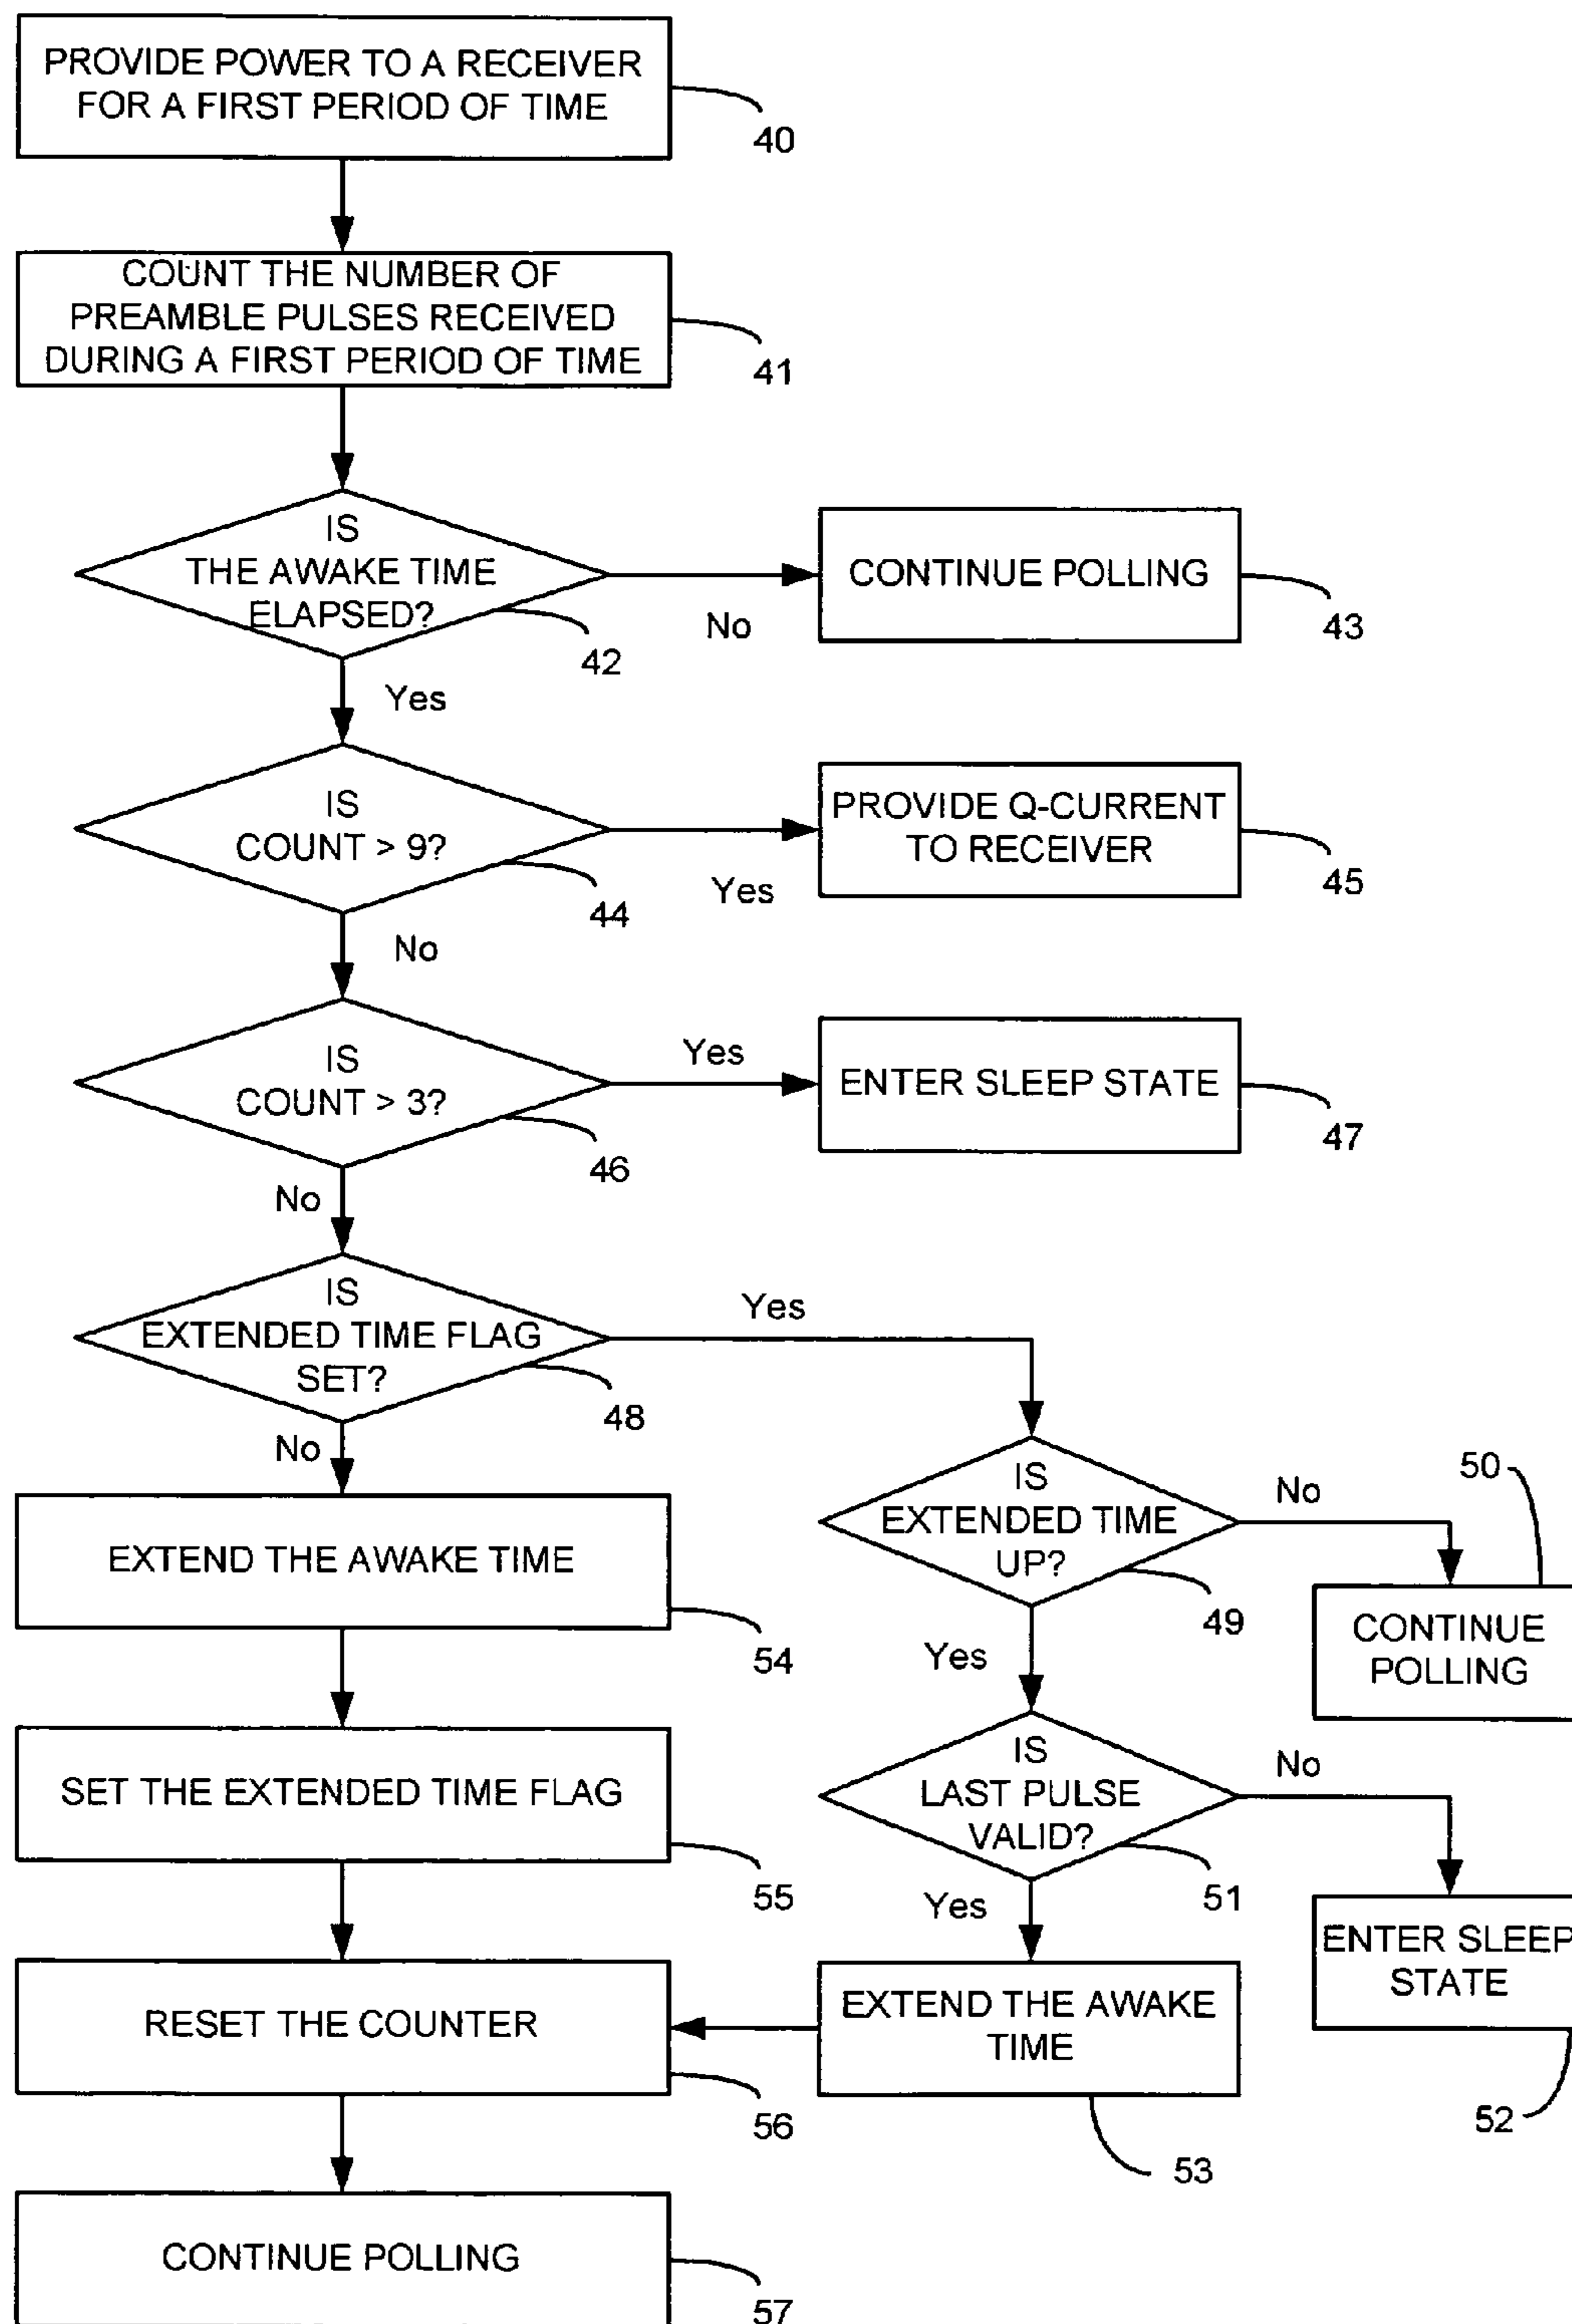 PROVIDE POWER TO A RECEIVER
FOR A FIRST PERIOD OF TIME
40
COUNT THE NUMBER OF
PREAMBLE PULSES RECEIVED
DURING A FIRST PERIOD OF TIME
41
IS
THE AWAKE TIME
ELAPSED?
42
No
CONTINUE POLLING
43
Yes
IS
COUNT > 9?
44
Yes
PROVIDE Q-CURRENT
TO RECEIVER
45
No
IS
COUNT > 3?
46
Yes
ENTER SLEEP STATE
47
No
IS
EXTENDED TIME FLAG
SET?
48
Yes
IS
EXTENDED TIME
UP?
49
No
50
CONTINUE
POLLING
Yes
IS
LAST PULSE
VALID?
51
No
ENTER SLEEP
STATE
52
Yes
EXTEND THE AWAKE
TIME
53
No
EXTEND THE AWAKE TIME
54
SET THE EXTENDED TIME FLAG
55
RESET THE COUNTER
56
CONTINUE POLLING
57